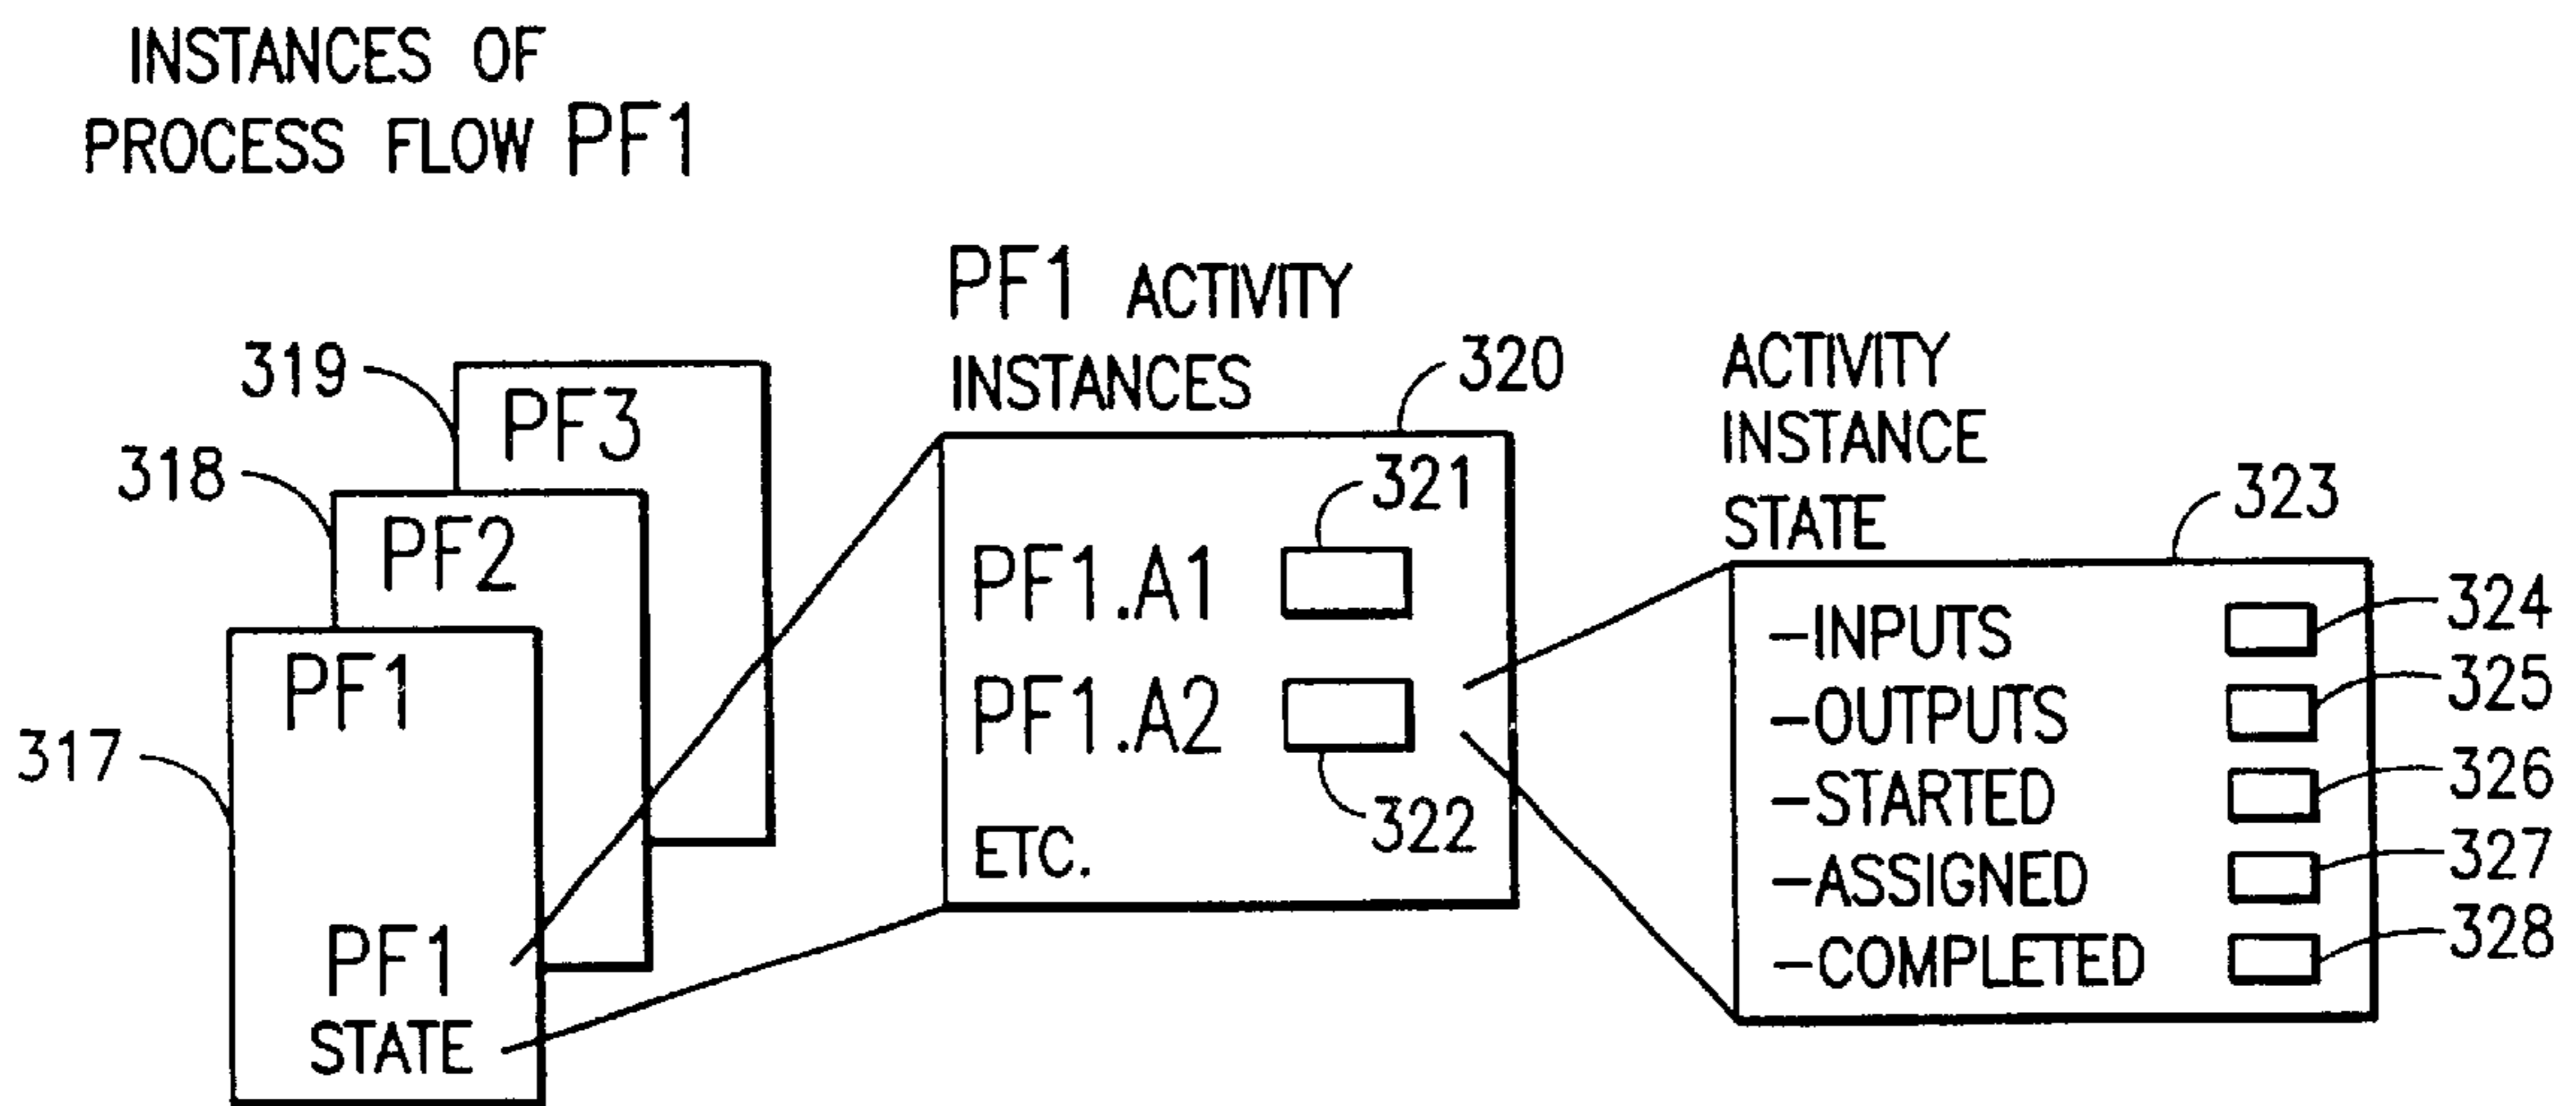 INSTANCES OF
PROCESS FLOW PF1
319
PF3
318
PF2
317
PF1
PF1
STATE
PF1 ACTIVITY
INSTANCES
320
321
PF1.A1
PF1.A2
322
ETC.
ACTIVITY
INSTANCE
STATE
323
-INPUTS
324
-OUTPUTS
325
-STARTED
326
-ASSIGNED
327
-COMPLETED
328